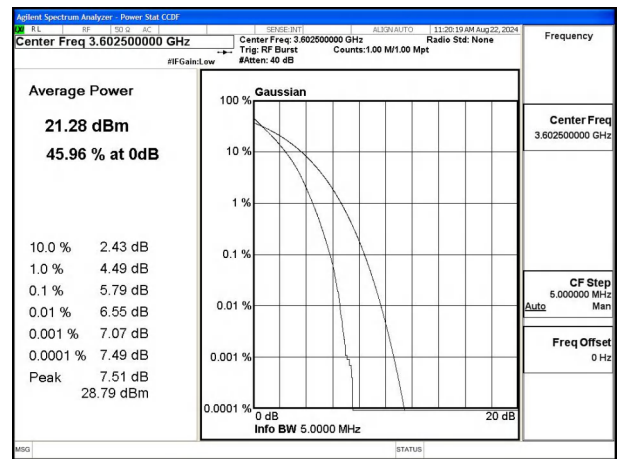 Agilent Spectrum Analyzer - Power Stat CCDF
RL RF 50 Ω AC SENSE:INT ALIGN AUTO 11:20:19 AM Aug 22, 2024
Center Freq 3.602500000 GHz
Center Freq: 3.602500000 GHz Radio Std: None
Trig: RF Burst Counts:1.00 M/1.00 Mpt
#IFGain:Low #Atten: 40 dB
Frequency
Average Power
21.28 dBm
45.96 % at 0dB
10.0 % 2.43 dB
1.0 % 4.49 dB
0.1 % 5.79 dB
0.01 % 6.55 dB
0.001 % 7.07 dB
0.0001 % 7.49 dB
Peak 7.51 dB
28.79 dBm
Gaussian
100 %
10 %
1 %
0.1 %
0.01 %
0.001 %
0.0001 %
0 dB 20 dB
Info BW 5.0000 MHz
Center Freq
3.602500000 GHz
CF Step
5.000000 MHz
Auto Man
Freq Offset
0 Hz
MSG STATUS